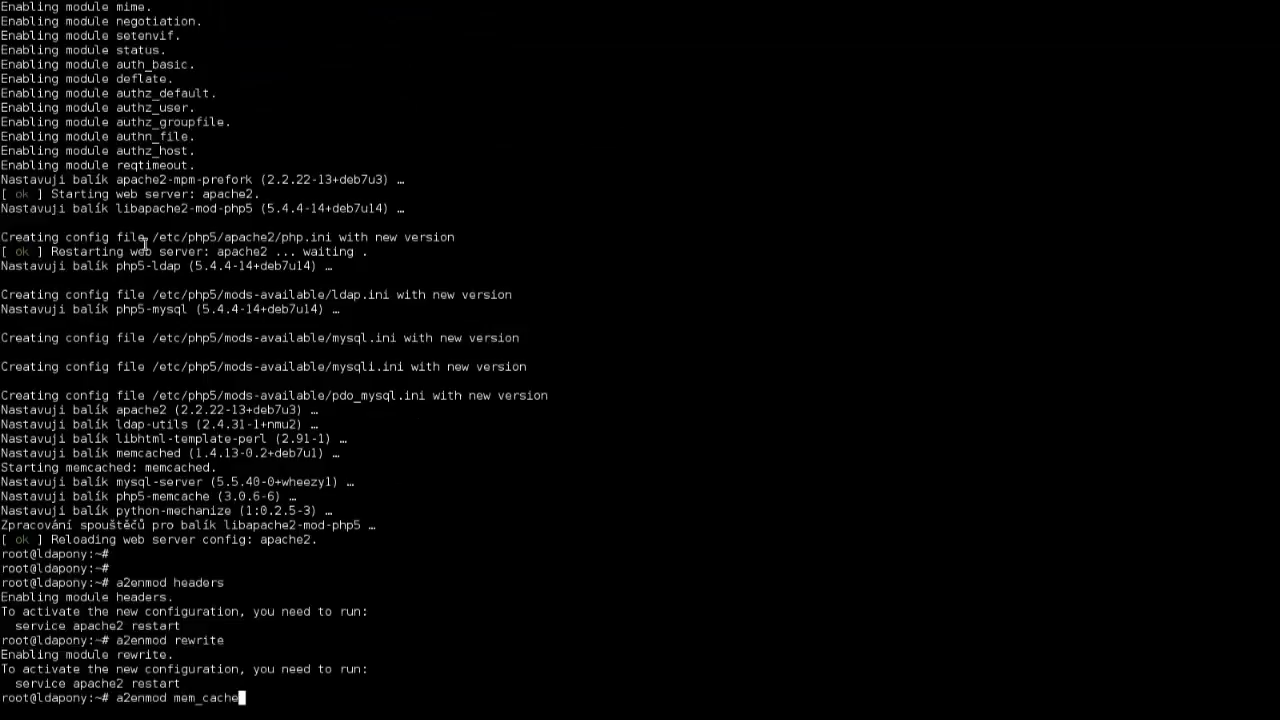 Enabling module mime.
Enabling module negotiation.
Enabling module setenvif.
Enabling module status.
Enabling module auth_basic.
Enabling module deflate.
Enabling module authz_default.
Enabling module authz_user.
Enabling module authz_groupfile.
Enabling module authn_file.
Enabling module authz_host.
Enabling module reqtimeout.
Nastavuji balík apache2-mpm-prefork (2.2.22-13+deb7u3) …
[ ok ] Starting web server: apache2.
Nastavuji balík libapache2-mod-php5 (5.4.4-14+deb7u14) …
Creating config file /etc/php5/apache2/php.ini with new version
[ ok ] Restarting web server: apache2 ... waiting .
Nastavuji balík php5-ldap (5.4.4-14+deb7u14) …
Creating config file /etc/php5/mods-available/ldap.ini with new version
Nastavuji balík php5-mysql (5.4.4-14+deb7u14) …
Creating config file /etc/php5/mods-available/mysql.ini with new version
Creating config file /etc/php5/mods-available/mysqli.ini with new version
Creating config file /etc/php5/mods-available/pdo_mysql.ini with new version
Nastavuji balík apache2 (2.2.22-13+deb7u3) …
Nastavuji balík ldap-utils (2.4.31-1+nmu2) …
Nastavuji balík libhtml-template-perl (2.91-1) …
Nastavuji balík memcached (1.4.13-0.2+deb7u1) …
Starting memcached: memcached.
Nastavuji balík mysql-server (5.5.40-0+wheezy1) …
Nastavuji balík php5-memcache (3.0.6-6) …
Nastavuji balík python-mechanize (1:0.2.5-3) …
Zpracování spouštěčů pro balík libapache2-mod-php5 …
[ ok ] Reloading web server config: apache2.
root@ldapony:~#
root@ldapony:~#
root@ldapony:~# a2enmod headers
Enabling module headers.
To activate the new configuration, you need to run:
  service apache2 restart
root@ldapony:~# a2enmod rewrite
Enabling module rewrite.
To activate the new configuration, you need to run:
  service apache2 restart
root@ldapony:~# a2enmod mem_cache